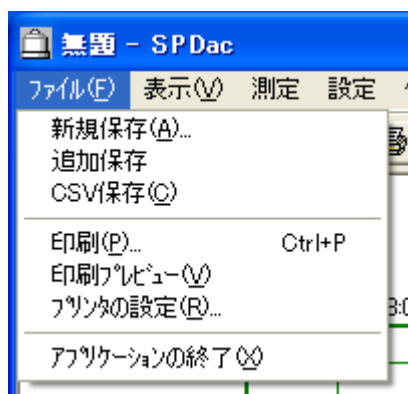 無題 - SPDac
ﾌｧｲﾙ(F) 表示(V) 測定 設定
新規保存(A)...
追加保存
CSV保存(C)
印刷(P)... Ctrl+P
印刷ﾌﾟﾚﾋﾞｭｰ(V)
ﾌﾟﾘﾝﾀの設定(R)...
ｱﾌﾟﾘｹｰｼｮﾝの終了(X)